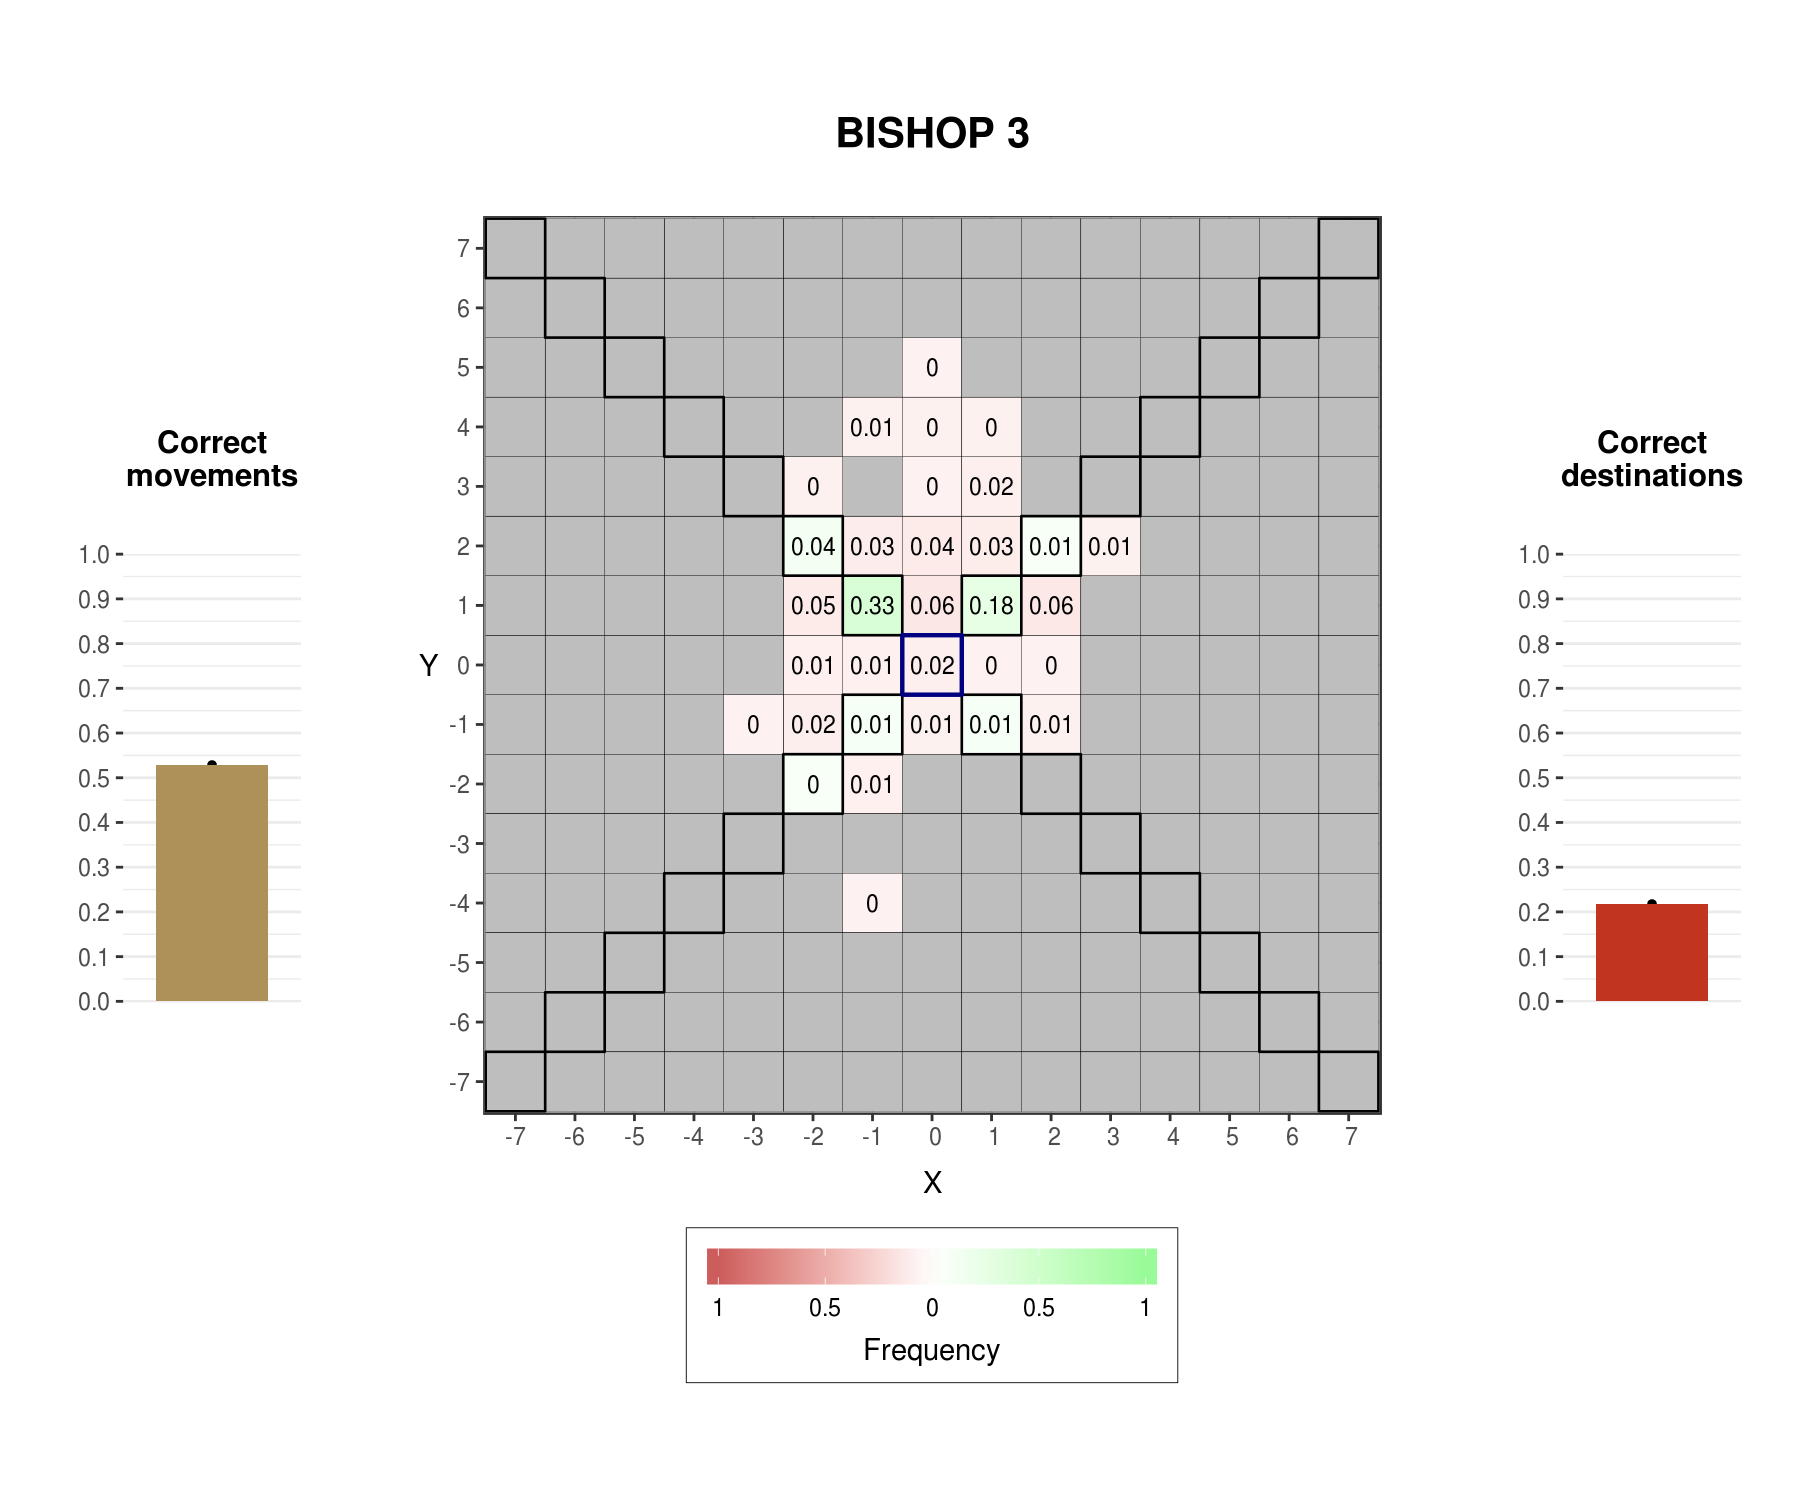 BISHOP 3
Correct
movements
1.0
0.9
0.8
0.7
0.6
0.5
0.4
0.3
0.2
0.1
0.0
Y
7
6
5 0
4 0.01 0 0
3 0 0 0.02
2 0.04 0.03 0.04 0.03 0.01 0.01
1 0.05 0.33 0.06 0.18 0.06
0 0.01 0.01 0.02 0 0
-1 0 0.02 0.01 0.01 0.01 0.01
-2 0 0.01
-3
-4 0
-5
-6
-7
-7 -6 -5 -4 -3 -2 -1 0 1 2 3 4 5 6 7
X
1 0.5 0 0.5 1
Frequency
Correct
destinations
1.0
0.9
0.8
0.7
0.6
0.5
0.4
0.3
0.2
0.1
0.0